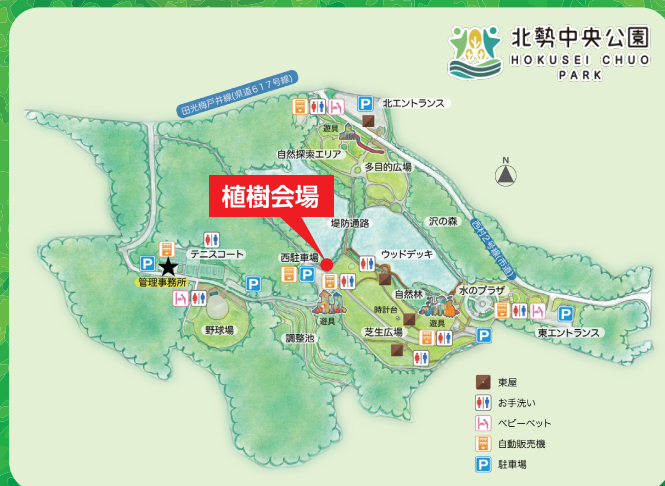 北勢中央公園
HOKUSEI CHUO
PARK
田光梅戸井線(県道617号線)
P
北エントランス
遊具
自然探索エリア
多目的広場
N
植樹会場
堤防通路
沢の森
西駐車場
ウッドデッキ
テニスコート
P
P
管理事務所
P
自然林
水のプラザ
時計台
遊具
遊具
野球場
調整池
芝生広場
P
P
東エントランス
東屋
お手洗い
ベビーベット
自動販売機
P
駐車場